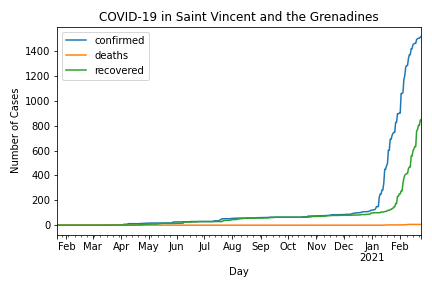 COVID-19 in Saint Vincent and the Grenadines
confirmed
deaths
recovered
Number of Cases
1400
1200
1000
800
600
400
200
0
Feb Mar Apr May Jun Jul Aug Sep Oct Nov Dec Jan Feb
2021
Day